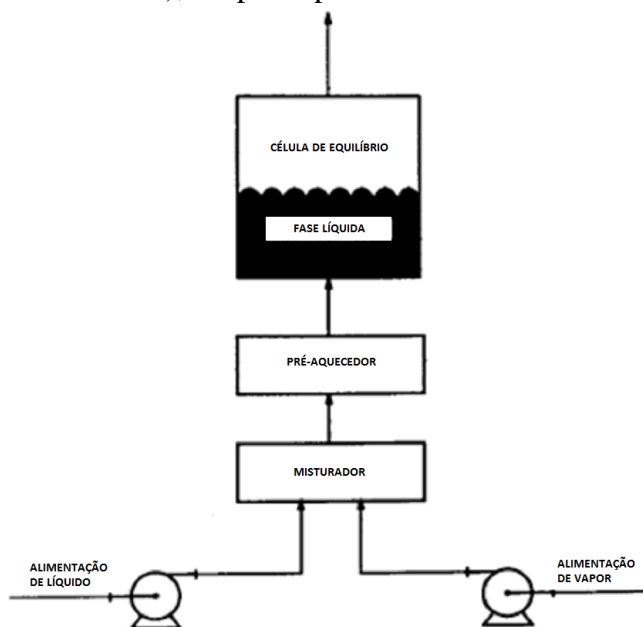 CÉLULA DE EQUILÍBRIO
FASE LÍQUIDA
PRÉ-AQUECEDOR
MISTURADOR
ALIMENTAÇÃO
DE LÍQUIDO
ALIMENTAÇÃO
DE VAPOR